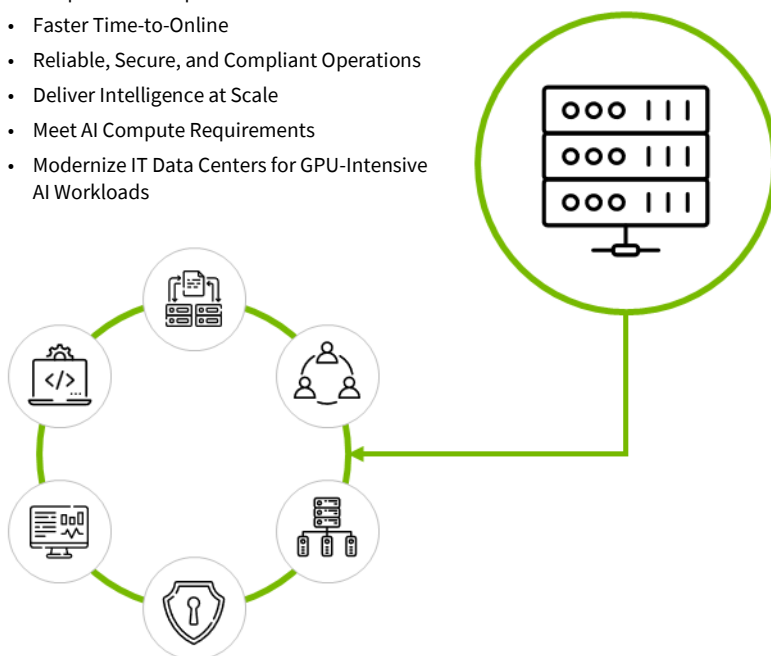 • Faster Time-to-Online
• Reliable, Secure, and Compliant Operations
• Deliver Intelligence at Scale
• Meet AI Compute Requirements
• Modernize IT Data Centers for GPU-Intensive
AI Workloads